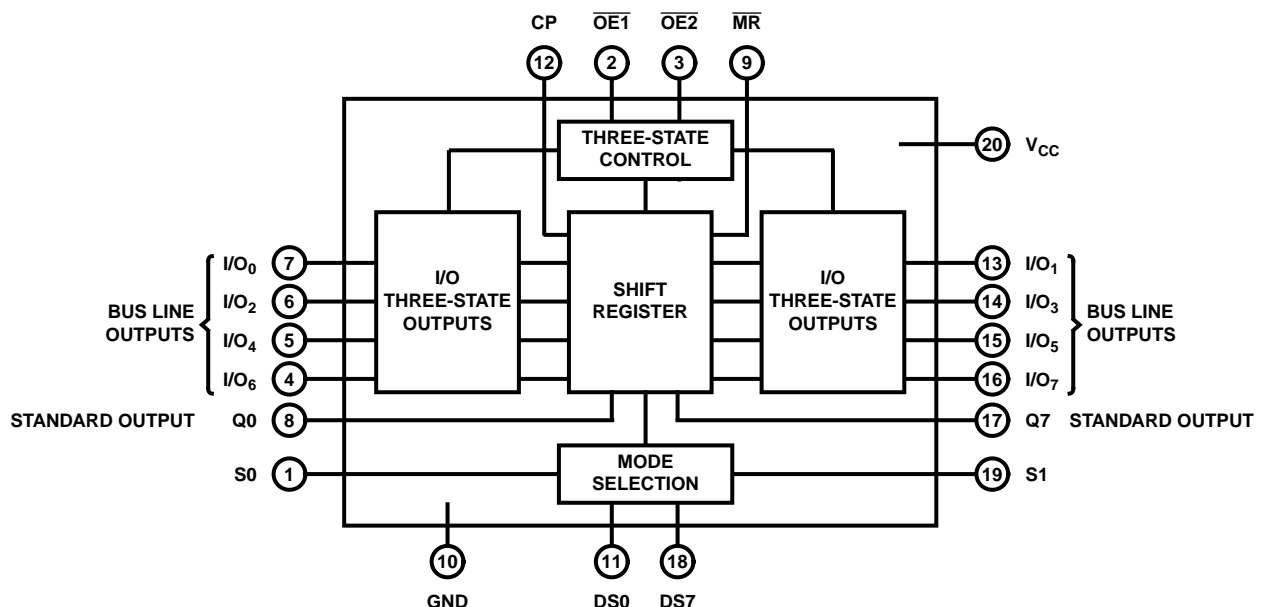 CP OE1 OE2 MR
12 2 3 9
THREE-STATE
CONTROL
20 VCC
I/O0 7
I/O2 6
I/O4 5
I/O6 4
BUS LINE
OUTPUTS
I/O
THREE-STATE
OUTPUTS
SHIFT
REGISTER
I/O
THREE-STATE
OUTPUTS
13 I/O1
14 I/O3
15 I/O5
16 I/O7
BUS LINE
OUTPUTS
STANDARD OUTPUT Q0 8
17 Q7 STANDARD OUTPUT
S0 1
MODE
SELECTION
19 S1
10 11 18
GND DS0 DS7